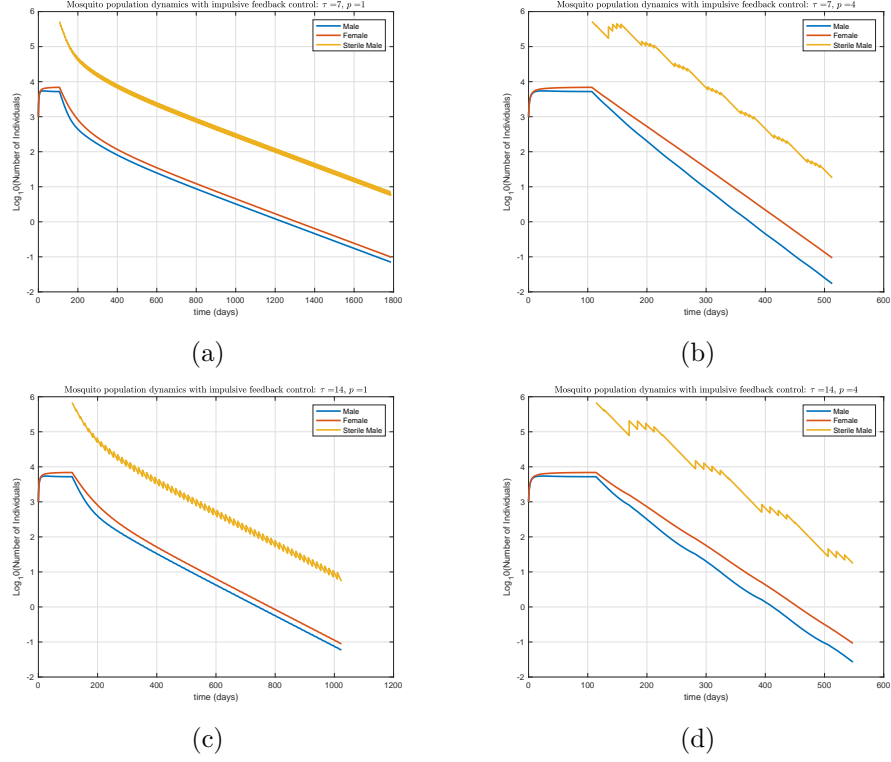 Mosquito population dynamics with impulsive feedback control: τ =7, p =1
Log_10(Number of Individuals)
6
5
4
3
2
1
0
-1
-2
Male
Female
Sterile Male
0 200 400 600 800 1000 1200 1400 1600 1800
time (days)
(a)
Mosquito population dynamics with impulsive feedback control: τ =7, p =4
Log_10(Number of Individuals)
6
5
4
3
2
1
0
-1
-2
Male
Female
Sterile Male
0 100 200 300 400 500 600
time (days)
(b)
Mosquito population dynamics with impulsive feedback control: τ =14, p =1
Log_10(Number of Individuals)
6
5
4
3
2
1
0
-1
-2
Male
Female
Sterile Male
0 200 400 600 800 1000 1200
time (days)
(c)
Mosquito population dynamics with impulsive feedback control: τ =14, p =4
Log_10(Number of Individuals)
6
5
4
3
2
1
0
-1
-2
Male
Female
Sterile Male
0 100 200 300 400 500 600
time (days)
(d)